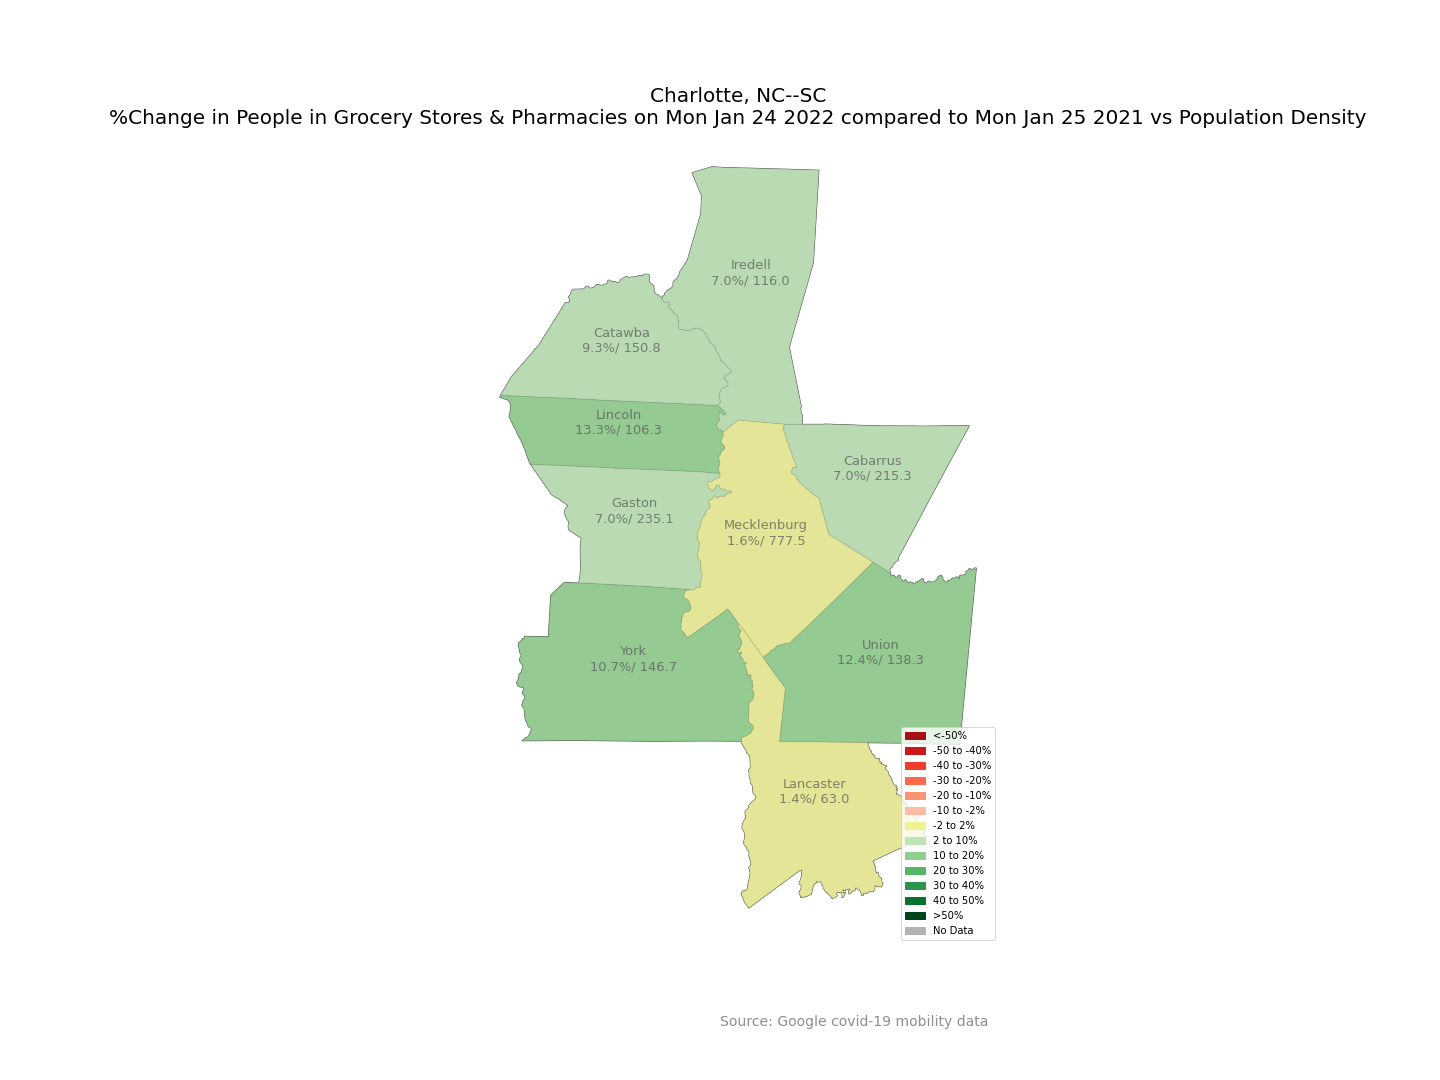 Charlotte, NC--SC
%Change in People in Grocery Stores & Pharmacies on Mon Jan 24 2022 compared to Mon Jan 25 2021 vs Population Density
Iredell
7.0%/ 116.0
Catawba
9.3%/ 150.8
Lincoln
13.3%/ 106.3
Cabarrus
7.0%/ 215.3
Gaston
7.0%/ 235.1
Mecklenburg
1.6%/ 777.5
York
10.7%/ 146.7
Union
12.4%/ 138.3
Lancaster
1.4%/ 63.0
<-50%
-50 to -40%
-40 to -30%
-30 to -20%
-20 to -10%
-10 to -2%
-2 to 2%
2 to 10%
10 to 20%
20 to 30%
30 to 40%
40 to 50%
>50%
No Data
Source: Google covid-19 mobility data